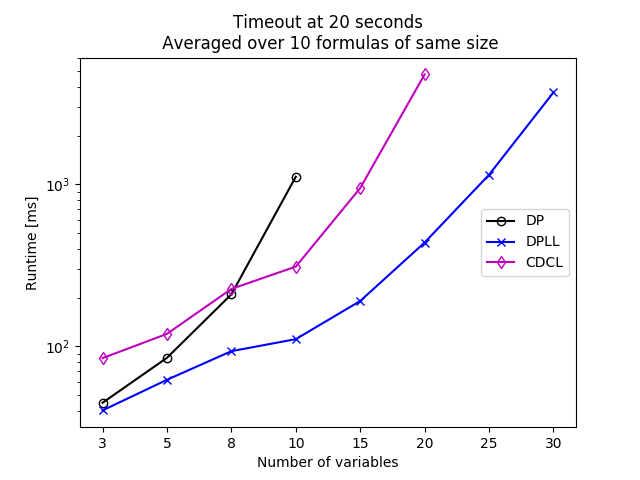 Timeout at 20 seconds
Averaged over 10 formulas of same size
Runtime [ms]
10³
10²
DP
DPLL
CDCL
3 5 8 10 15 20 25 30
Number of variables